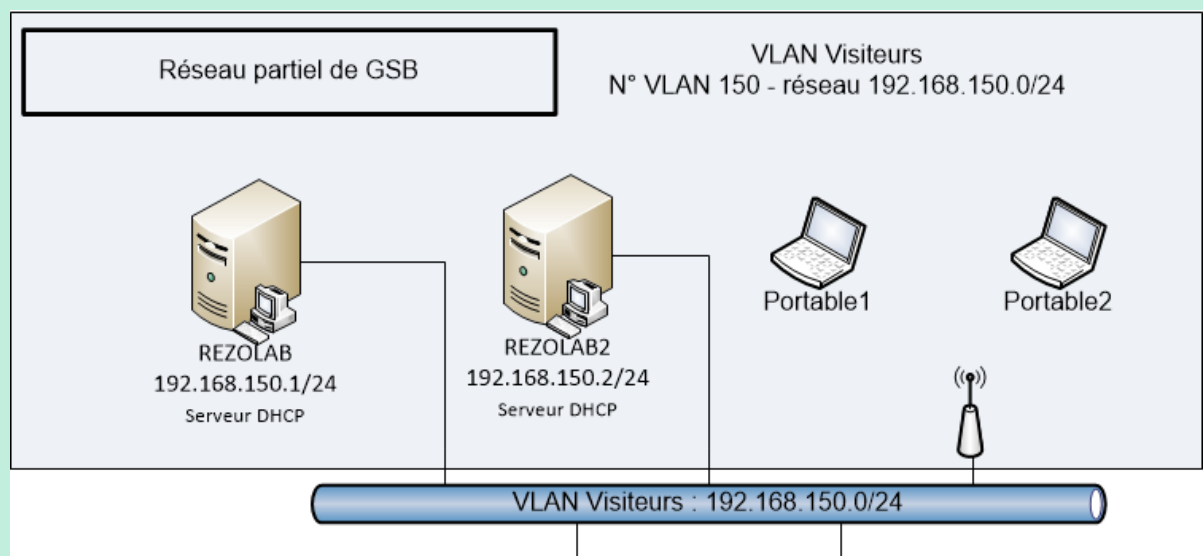 Réseau partiel de GSB
VLAN Visiteurs
N° VLAN 150 - réseau 192.168.150.0/24
REZOLAB
192.168.150.1/24
Serveur DHCP
REZOLAB2
192.168.150.2/24
Serveur DHCP
Portable1
Portable2
VLAN Visiteurs : 192.168.150.0/24